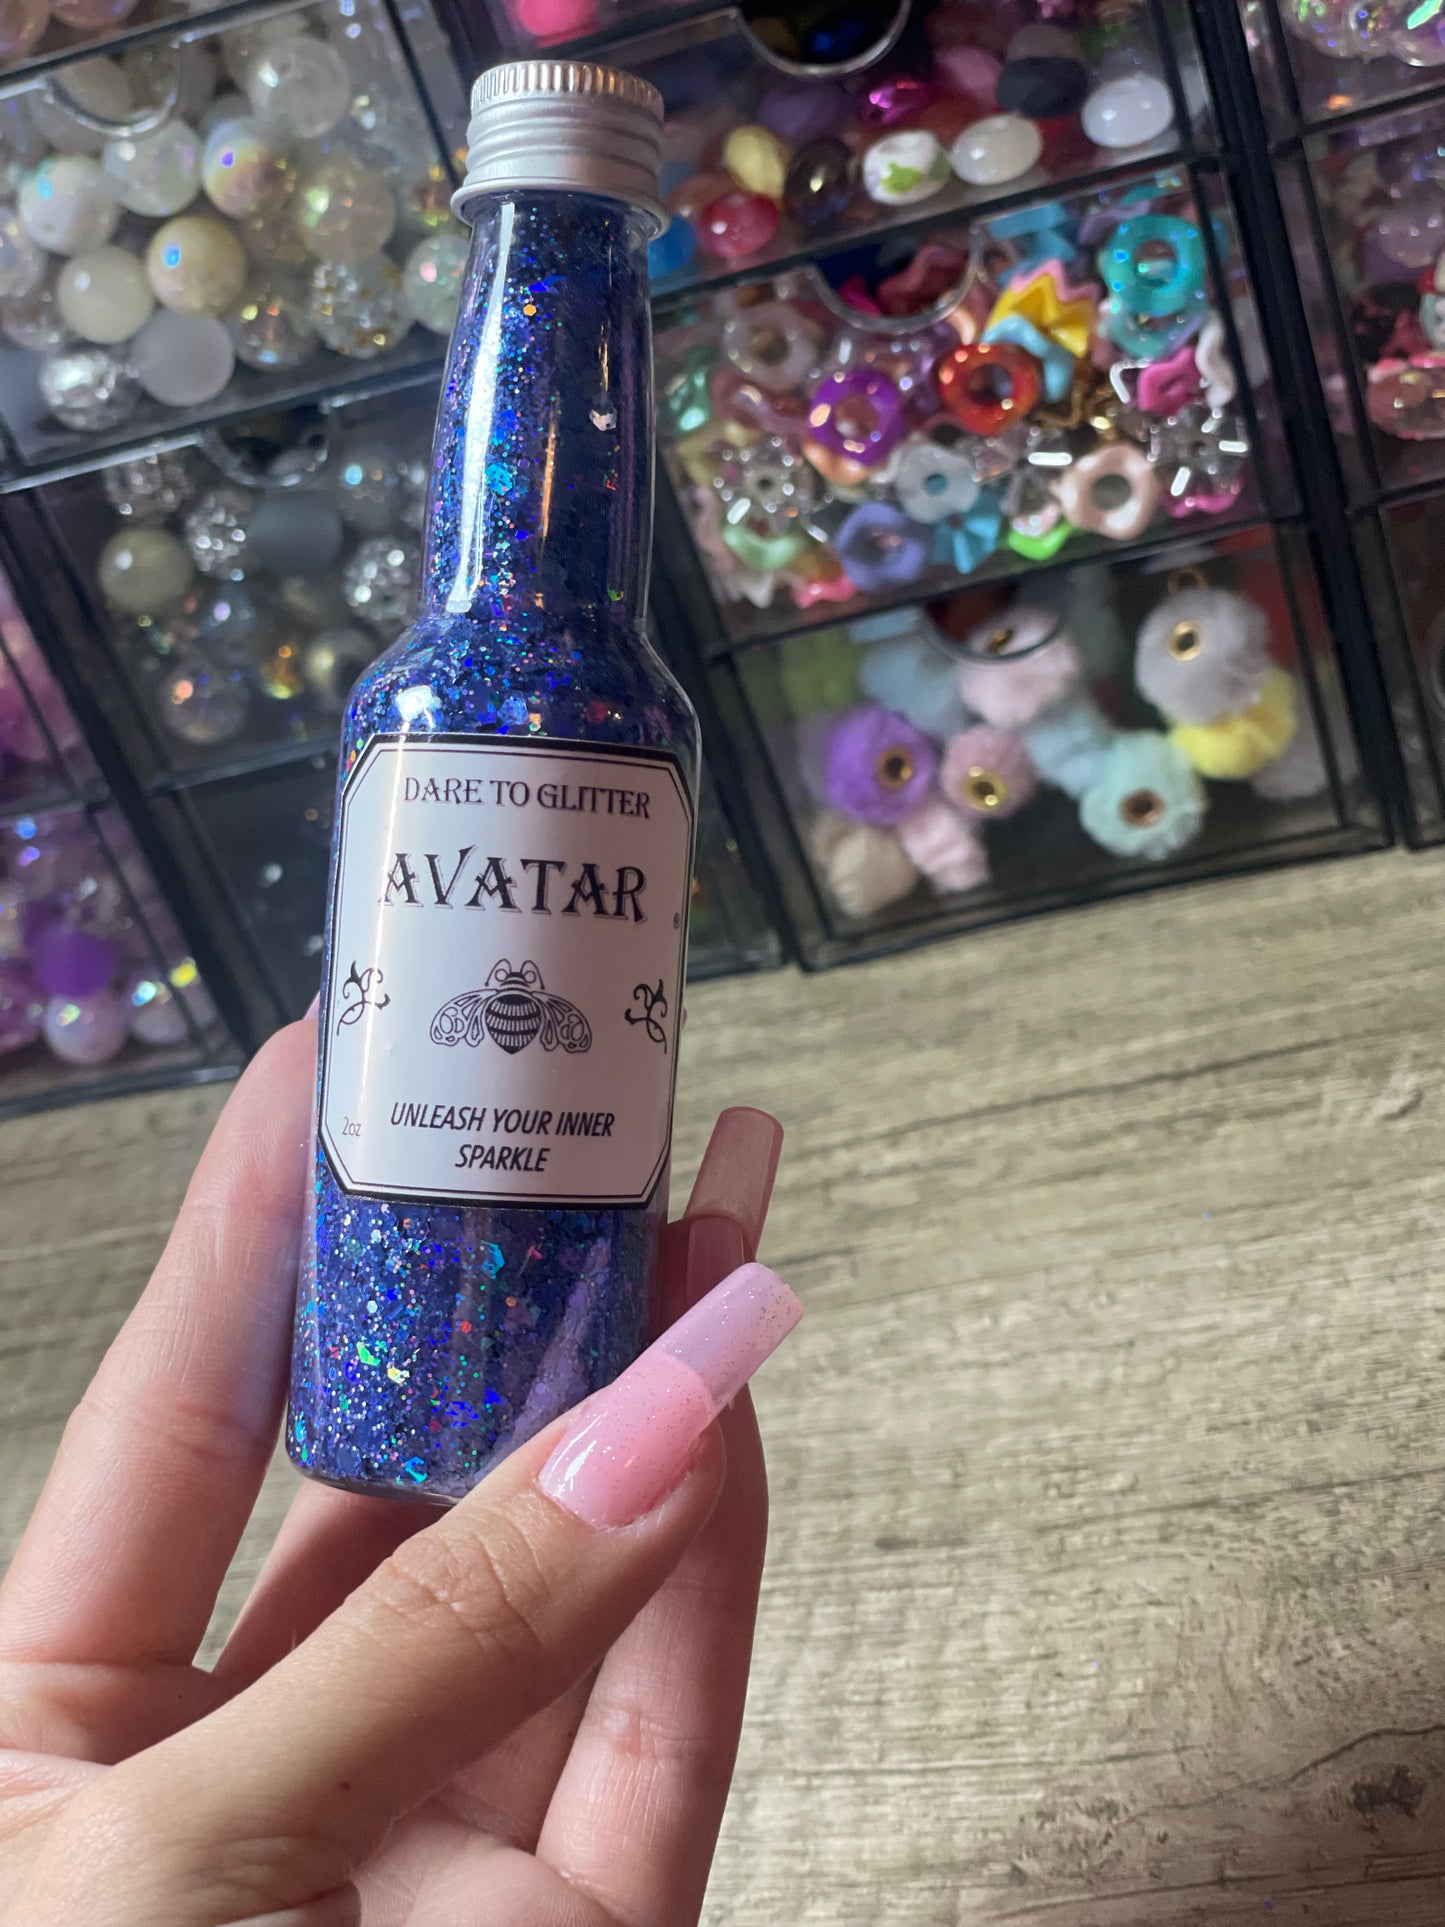 DARE TO GLITTER
AVATAR
®
2oz
UNLEASH YOUR INNER
SPARKLE